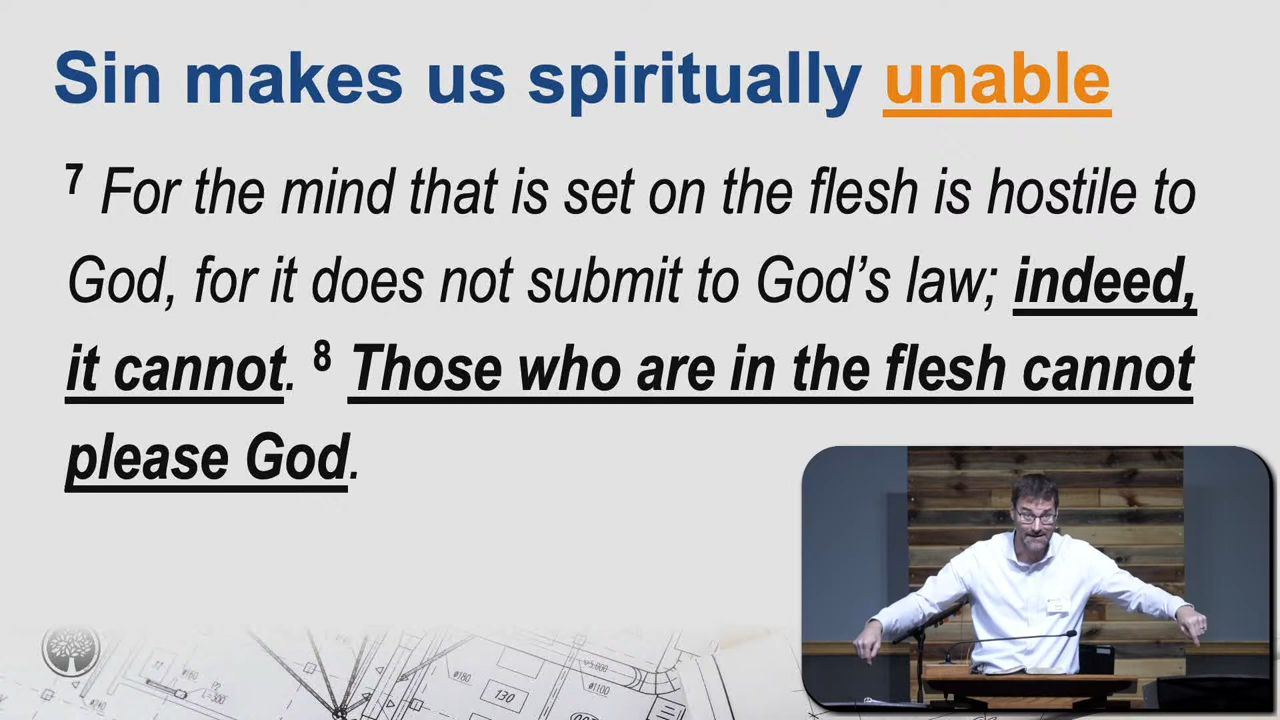 Sin makes us spiritually unable
7 For the mind that is set on the flesh is hostile to
God, for it does not submit to God’s law; indeed,
it cannot. 8 Those who are in the flesh cannot
please God.
130